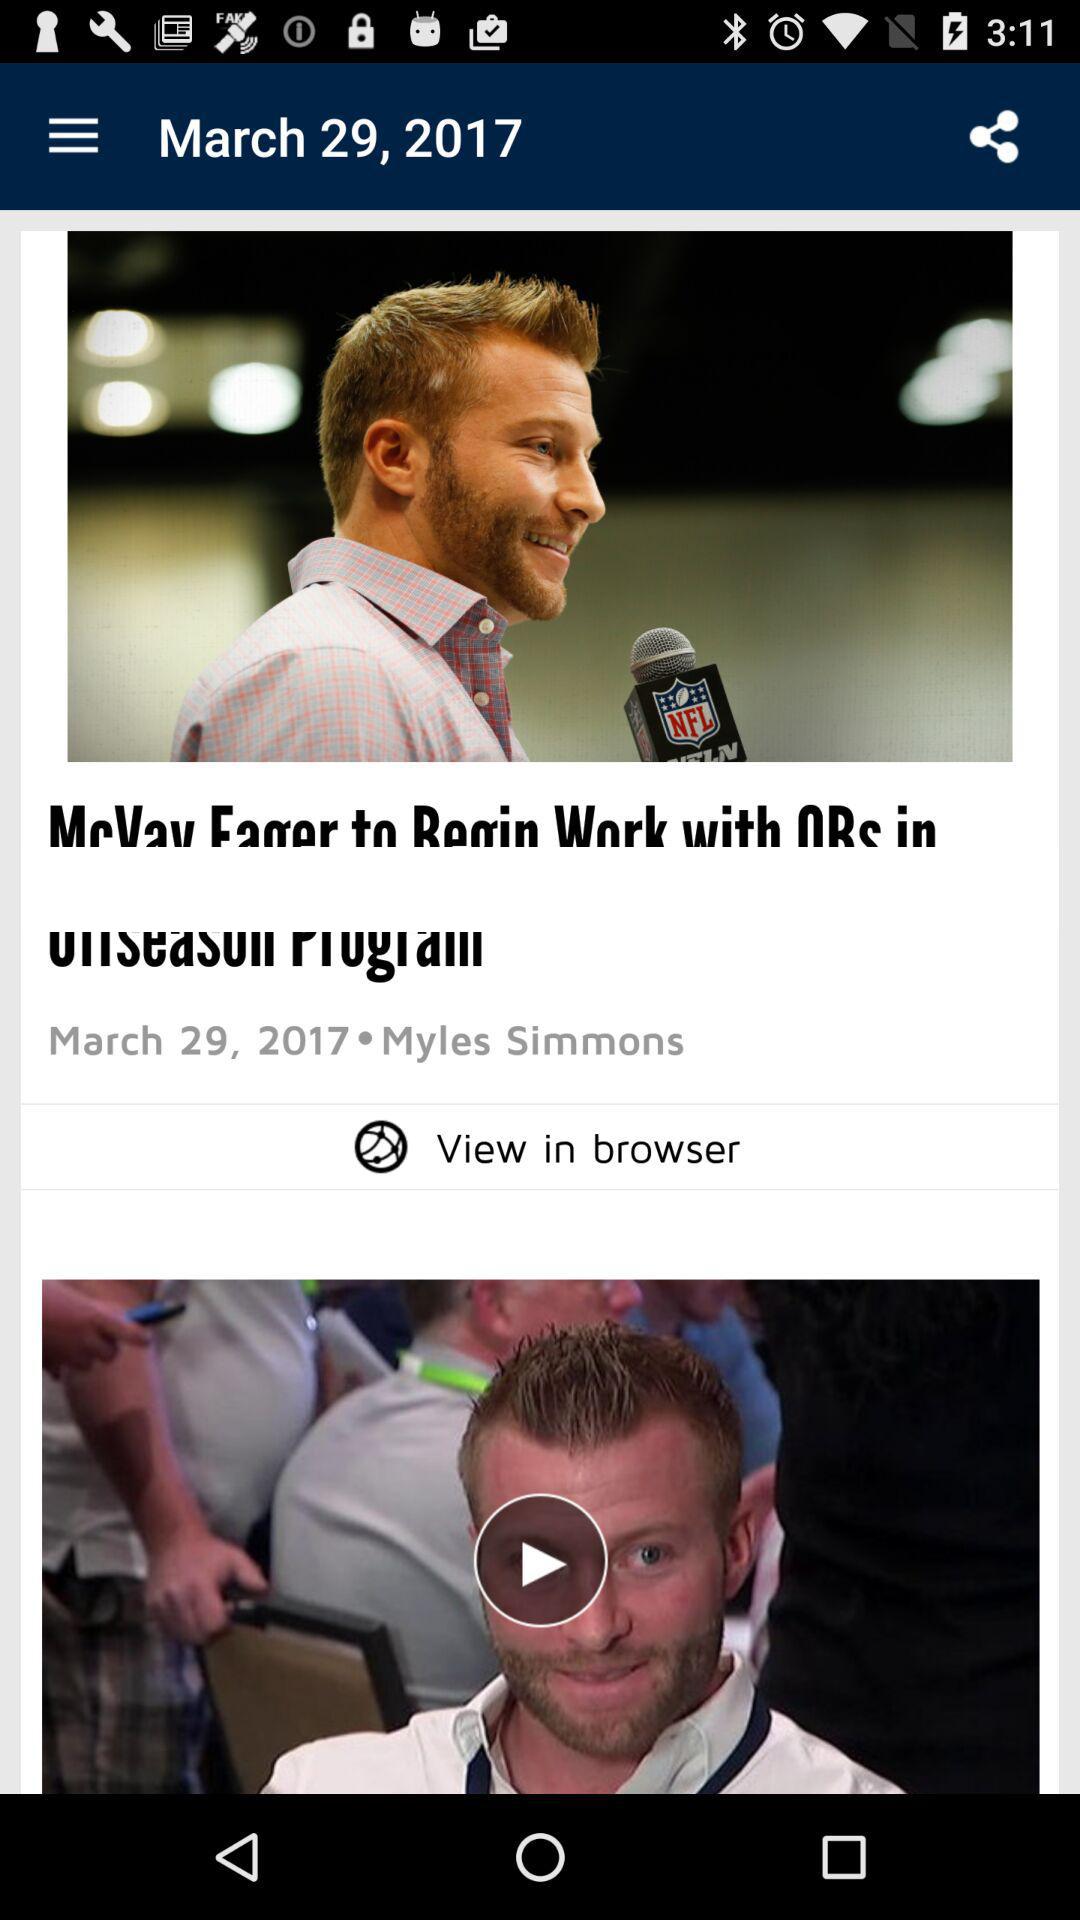 FAKE
3:11
March 29, 2017
NFL
McVay Eager to Begin Work with QBs in
Offseason Program
March 29, 2017•Myles Simmons
View in browser